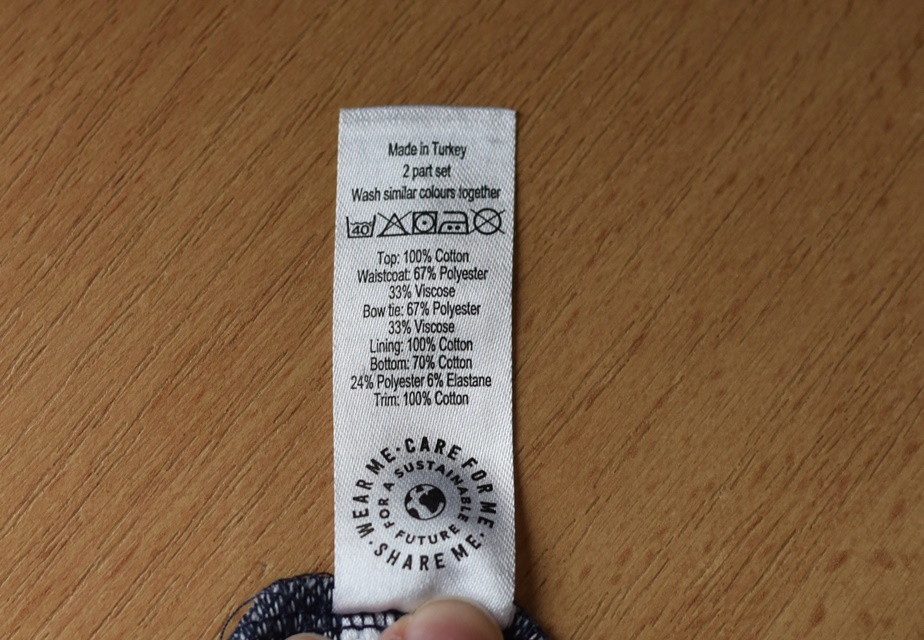 Made in Turkey
2 part set
Wash similar colours together
40
Top: 100% Cotton
Waistcoat: 67% Polyester
33% Viscose
Bow tie: 67% Polyester
33% Viscose
Lining: 100% Cotton
Bottom: 70% Cotton
24% Polyester 6% Elastane
Trim: 100% Cotton
WEAR ME · CARE FOR ME · SHARE ME ·
FOR A SUSTAINABLE FUTURE